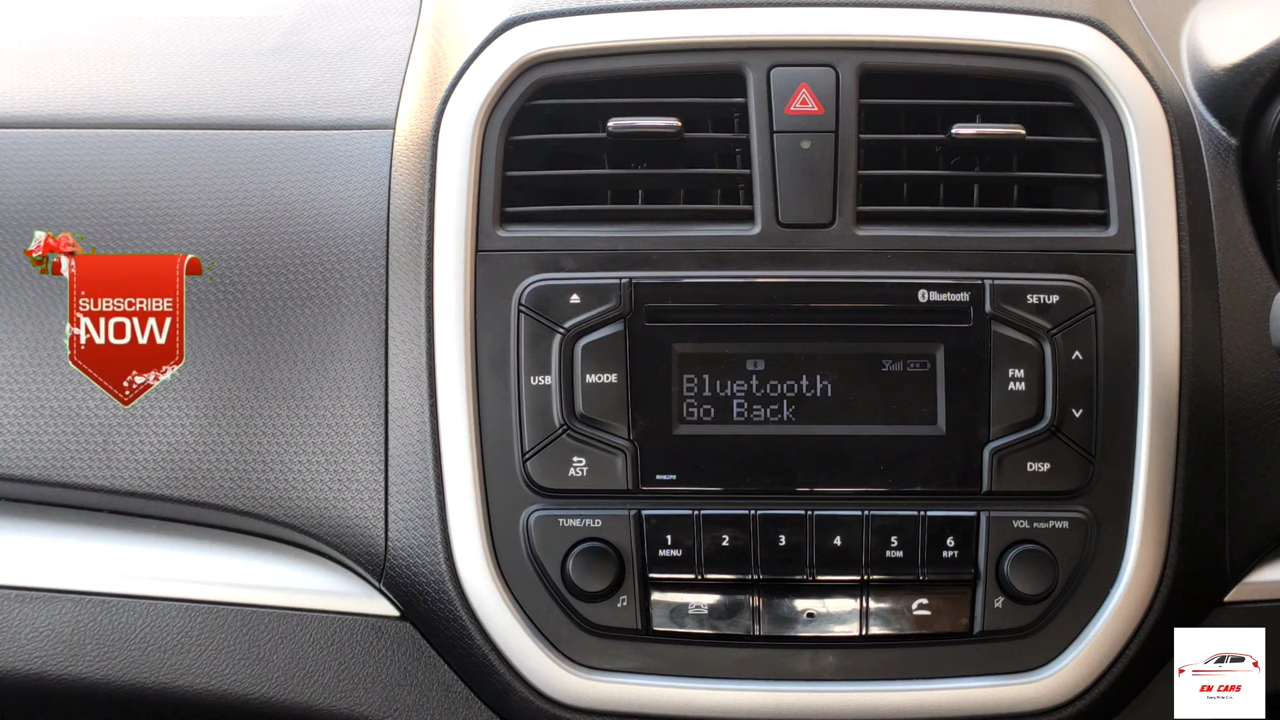 SUBSCRIBE
NOW
Bluetooth
SETUP
USB
MODE
Bluetooth
Go Back
FM
AM
AST
DISP
TUNE/FLD
VOL PUSH PWR
1
MENU
2
3
4
5
RDM
6
RPT
EN CARS